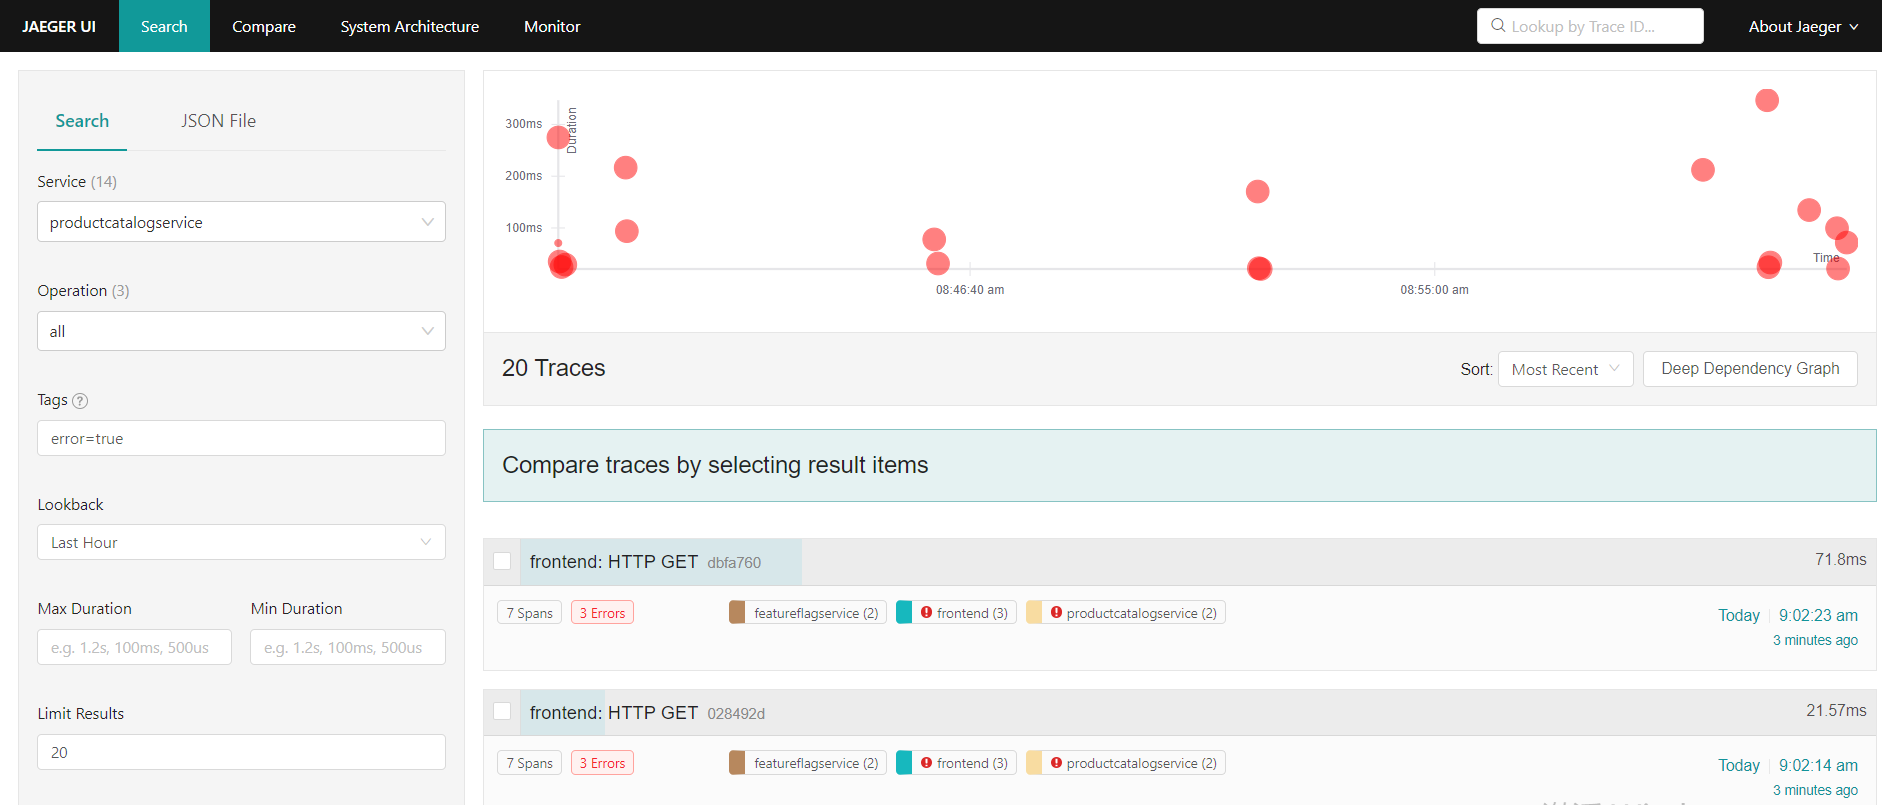 JAEGER UI Search Compare System Architecture Monitor Lookup by Trace ID... About Jaeger
Search JSON File
Service (14)
productcatalogservice
Operation (3)
all
Tags ?
error=true
Lookback
Last Hour
Max Duration Min Duration
e.g. 1.2s, 100ms, 500us e.g. 1.2s, 100ms, 500us
Limit Results
20
Duration
300ms
200ms
100ms
Time
08:46:40 am 08:55:00 am
20 Traces Sort: Most Recent Deep Dependency Graph
Compare traces by selecting result items
frontend: HTTP GET dbfa760 71.8ms
7 Spans 3 Errors featureflagservice (2) frontend (3) productcatalogservice (2) Today 9:02:23 am
3 minutes ago
frontend: HTTP GET 028492d 21.57ms
7 Spans 3 Errors featureflagservice (2) frontend (3) productcatalogservice (2) Today 9:02:14 am
3 minutes ago